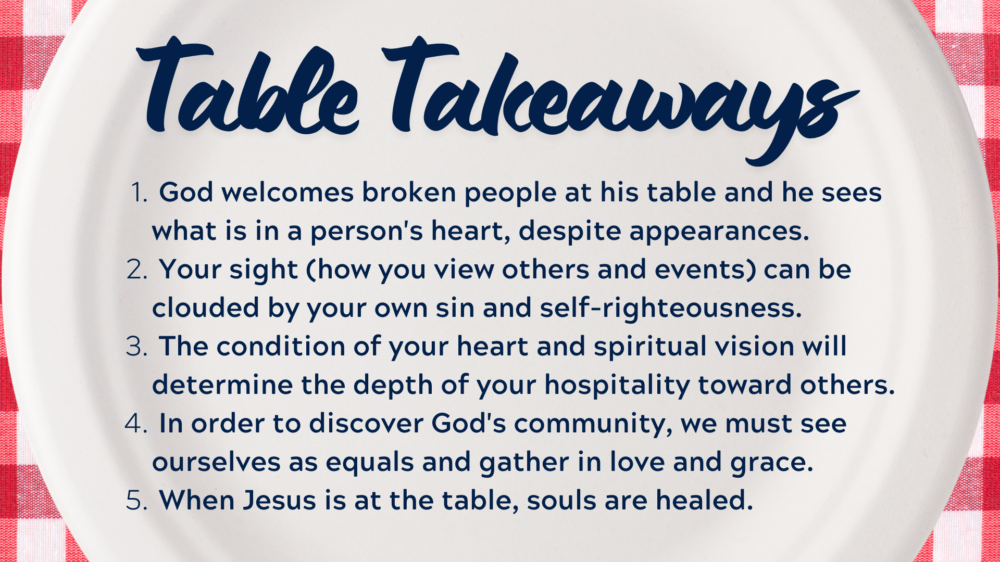 Table Takeaways
1. God welcomes broken people at his table and he sees
what is in a person's heart, despite appearances.
2. Your sight (how you view others and events) can be
clouded by your own sin and self-righteousness.
3. The condition of your heart and spiritual vision will
determine the depth of your hospitality toward others.
4. In order to discover God's community, we must see
ourselves as equals and gather in love and grace.
5. When Jesus is at the table, souls are healed.